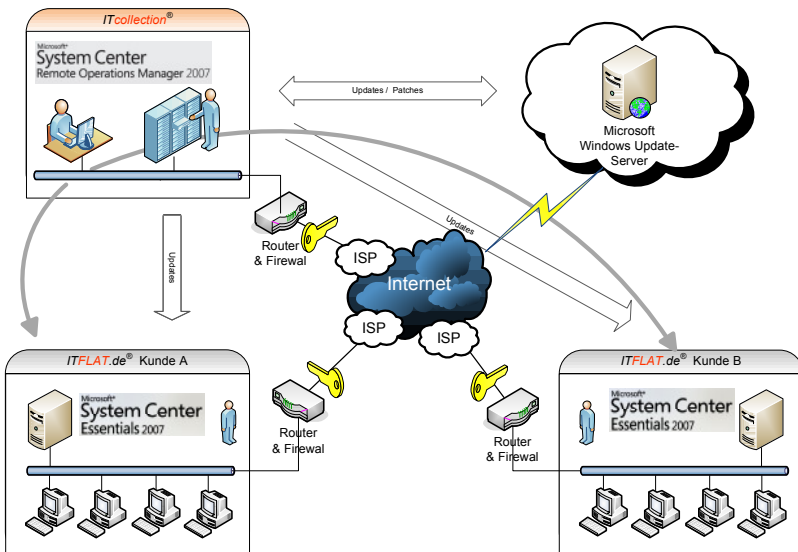 ITcollection®
Microsoft®
System Center
Remote Operations Manager 2007
Updates / Patches
Microsoft
Windows Update-
Server
Updates
Updates
Router
& Firewal
ISP
Internet
ISP
ISP
ITFLAT.de® Kunde A
Microsoft®
System Center
Essentials 2007
Router
& Firewal
Router
& Firewal
ITFLAT.de® Kunde B
Microsoft®
System Center
Essentials 2007